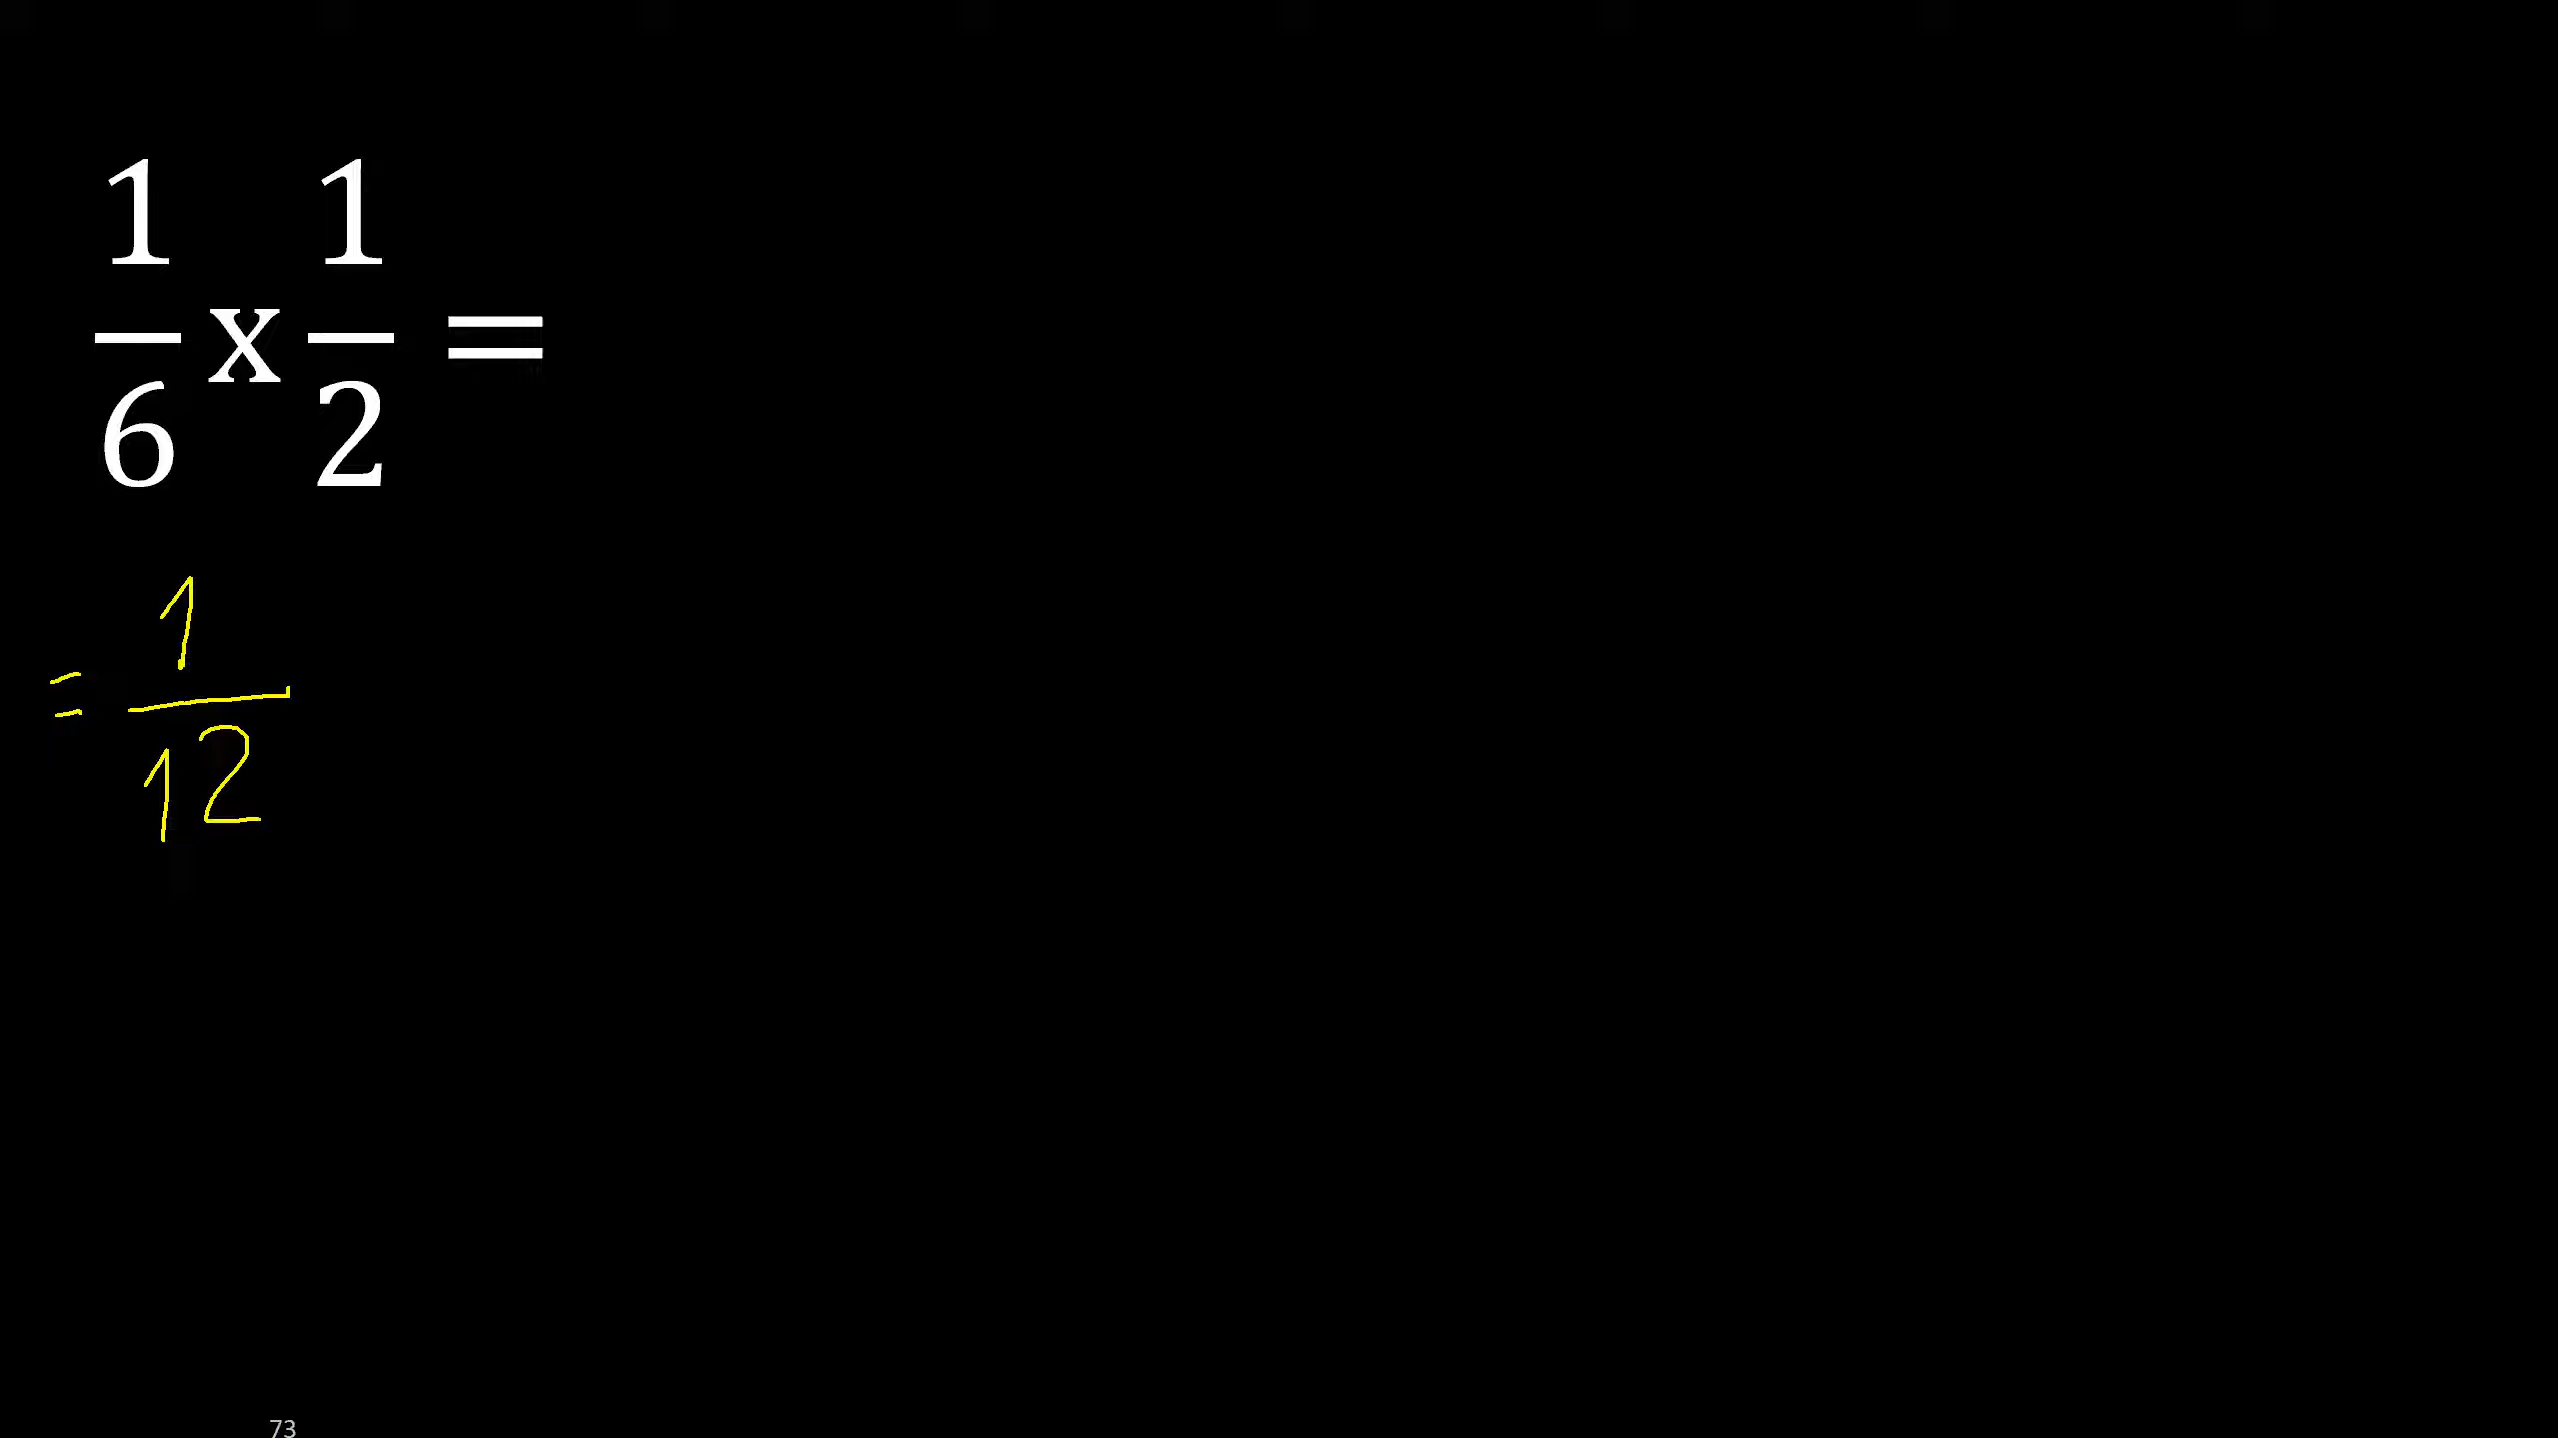 1/6 x 1/2 =
= 1/12
73